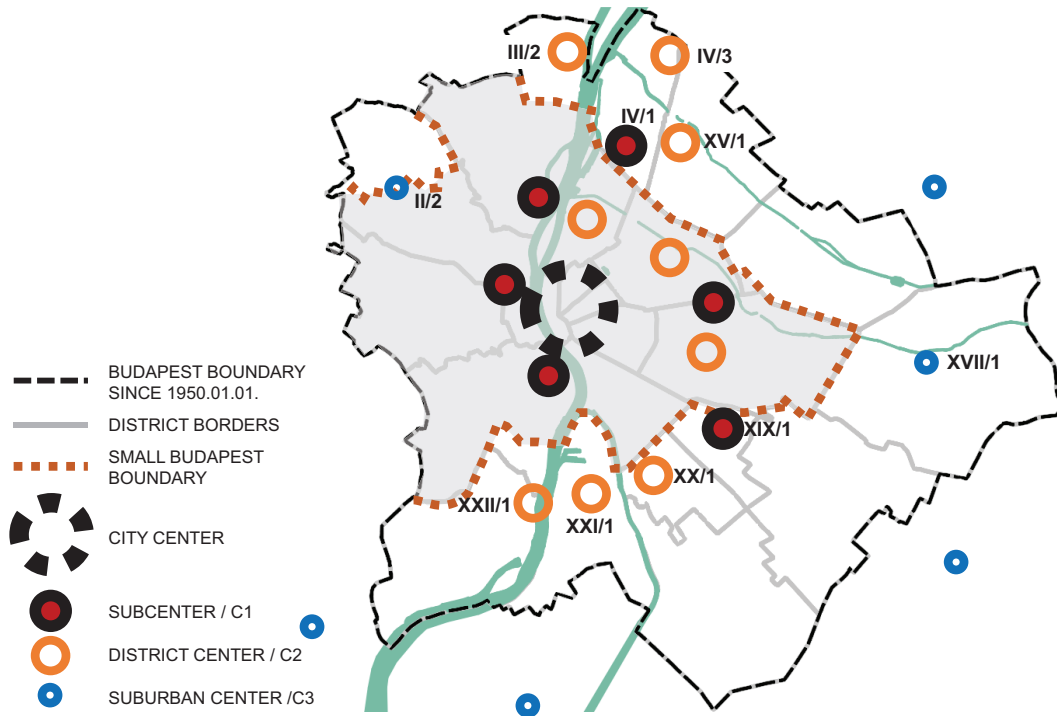 III/2
IV/3
IV/1
XV/1
II/2
XVII/1
XIX/1
XX/1
XXII/1
XXI/1
BUDAPEST BOUNDARY
SINCE 1950.01.01.
DISTRICT BORDERS
SMALL BUDAPEST
BOUNDARY
CITY CENTER
SUBCENTER / C1
DISTRICT CENTER / C2
SUBURBAN CENTER /C3